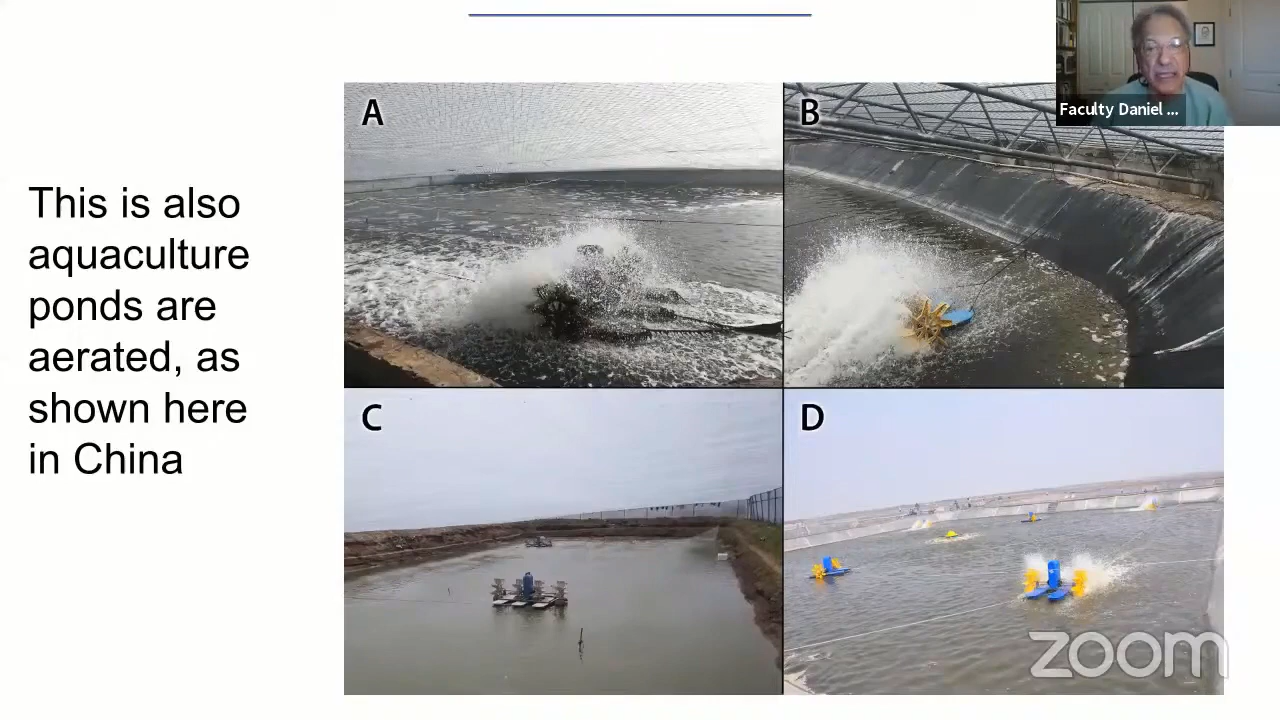 This is also
aquaculture
ponds are
aerated, as
shown here
in China
A
B
C
D
Faculty Daniel ...
zoom